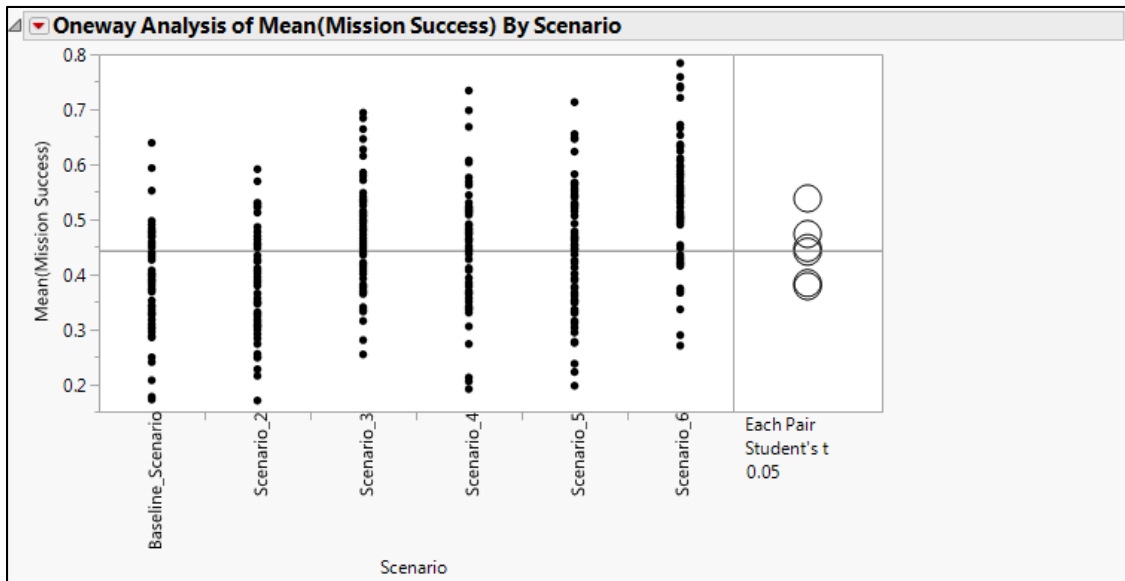 Oneway Analysis of Mean(Mission Success) By Scenario
Mean(Mission Success)
0.8
0.7
0.6
0.5
0.4
0.3
0.2
Baseline_Scenario
Scenario_2
Scenario_3
Scenario_4
Scenario_5
Scenario_6
Scenario
Each Pair
Student's t
0.05